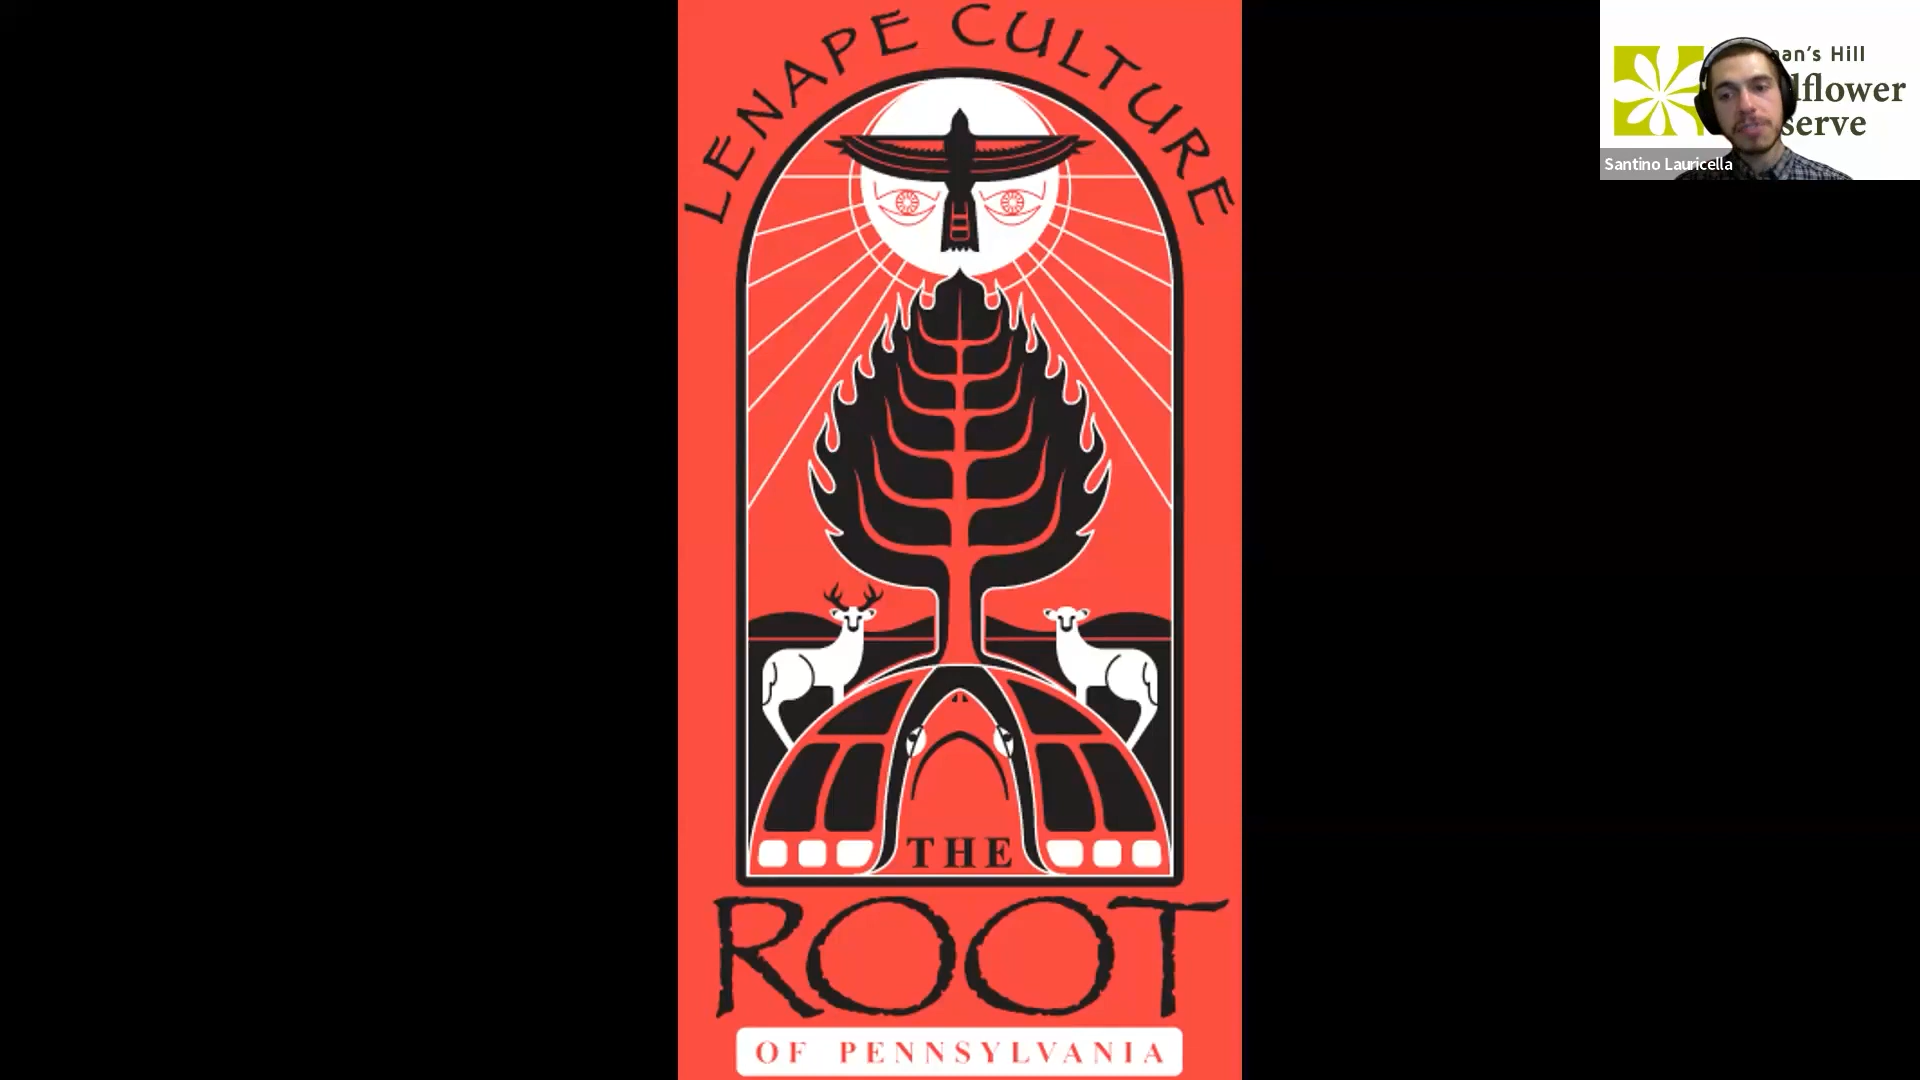 LENAPE CULTURE
THE
ROOT
OF PENNSYLVANIA
an's Hill
lflower
serve
Santino Lauricella